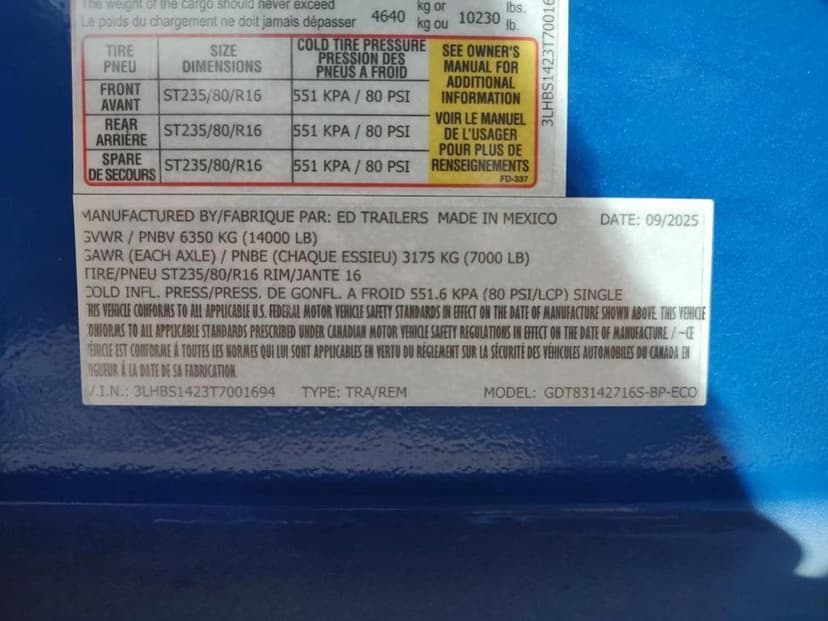 The weight of the cargo should never exceed kg or lbs.
Le poids du chargement ne doit jamais dépasser 4640 kg ou 10230 lb.
TIRE PNEU SIZE DIMENSIONS COLD TIRE PRESSURE PRESSION DES PNEUS A FROID SEE OWNER'S MANUAL FOR ADDITIONAL INFORMATION
FRONT AVANT ST235/80/R16 551 KPA / 80 PSI
REAR ARRIÈRE ST235/80/R16 551 KPA / 80 PSI VOIR LE MANUEL DE L'USAGER POUR PLUS DE RENSEIGNEMENTS
SPARE DE SECOURS ST235/80/R16 551 KPA / 80 PSI
FD-337
3LHBS1423T70016
MANUFACTURED BY/FABRIQUE PAR: ED TRAILERS MADE IN MEXICO DATE: 09/2025
GVWR / PNBV 6350 KG (14000 LB)
GAWR (EACH AXLE) / PNBE (CHAQUE ESSIEU) 3175 KG (7000 LB)
TIRE/PNEU ST235/80/R16 RIM/JANTE 16
COLD INFL. PRESS/PRESS. DE GONFL. A FROID 551.6 KPA (80 PSI/LCP) SINGLE
THIS VEHICLE CONFORMS TO ALL APPLICABLE U.S. FEDERAL MOTOR VEHICLE SAFETY STANDARDS IN EFFECT ON THE DATE OF MANUFACTURE SHOWN ABOVE. THIS VEHICLE
CONFORMS TO ALL APPLICABLE STANDARDS PRESCRIBED UNDER CANADIAN MOTOR VEHICLE SAFETY REGULATIONS IN EFFECT ON THE DATE OF MANUFACTURE. / ~CE
VÉHICLE EST CONFORME À TOUTES LES NORMES QUI LUI SONT APPLICABLES EN VERTU DU RÉGLEMENT SUR LA SÉCURITÉ DES VÉHICULES AUTOMOBILES DU CANADA EN
VIGUEUR À LA DATE DE SA FABRICATION.
V.I.N.: 3LHBS1423T7001694 TYPE: TRA/REM MODEL: GDT83142716S-BP-ECO